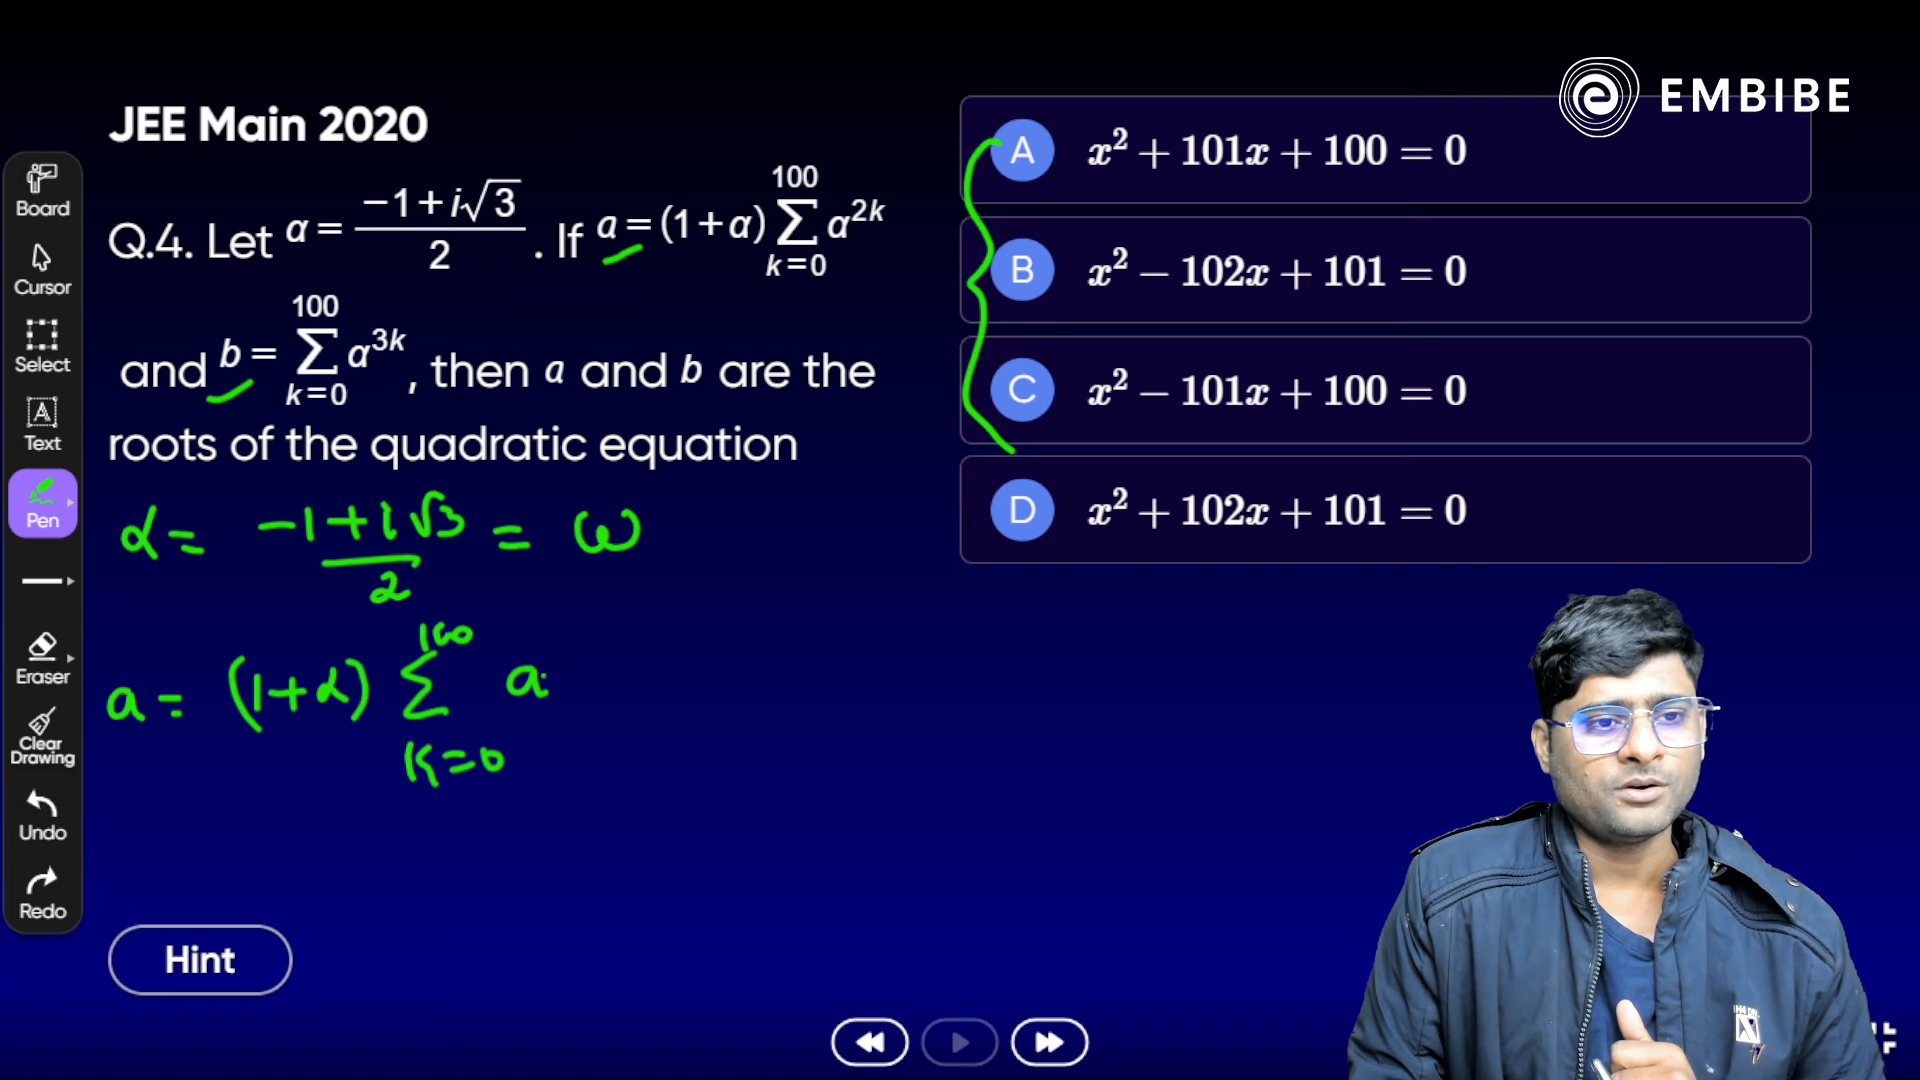 EMBIBE
JEE Main 2020
Q.4. Let α = (−1 + i√3)/2 . If a = (1 + α) ∑_{k=0}^{100} α^{2k}
and b = ∑_{k=0}^{100} α^{3k} , then a and b are the
roots of the quadratic equation
A x² + 101x + 100 = 0
B x² − 102x + 101 = 0
C x² − 101x + 100 = 0
D x² + 102x + 101 = 0
α = (−1 + i√3)/2 = ω
a = (1+α) ∑_{K=0}^{100} a
Board
Cursor
Select
Text
Pen
Eraser
Clear
Drawing
Undo
Redo
Hint